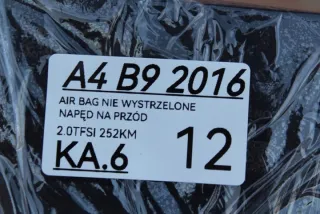 A4 B9 2016
AIR BAG NIE WYSTRZELONE
NAPĘD NA PRZÓD
2.0TFSI 252KM
KA.6
12